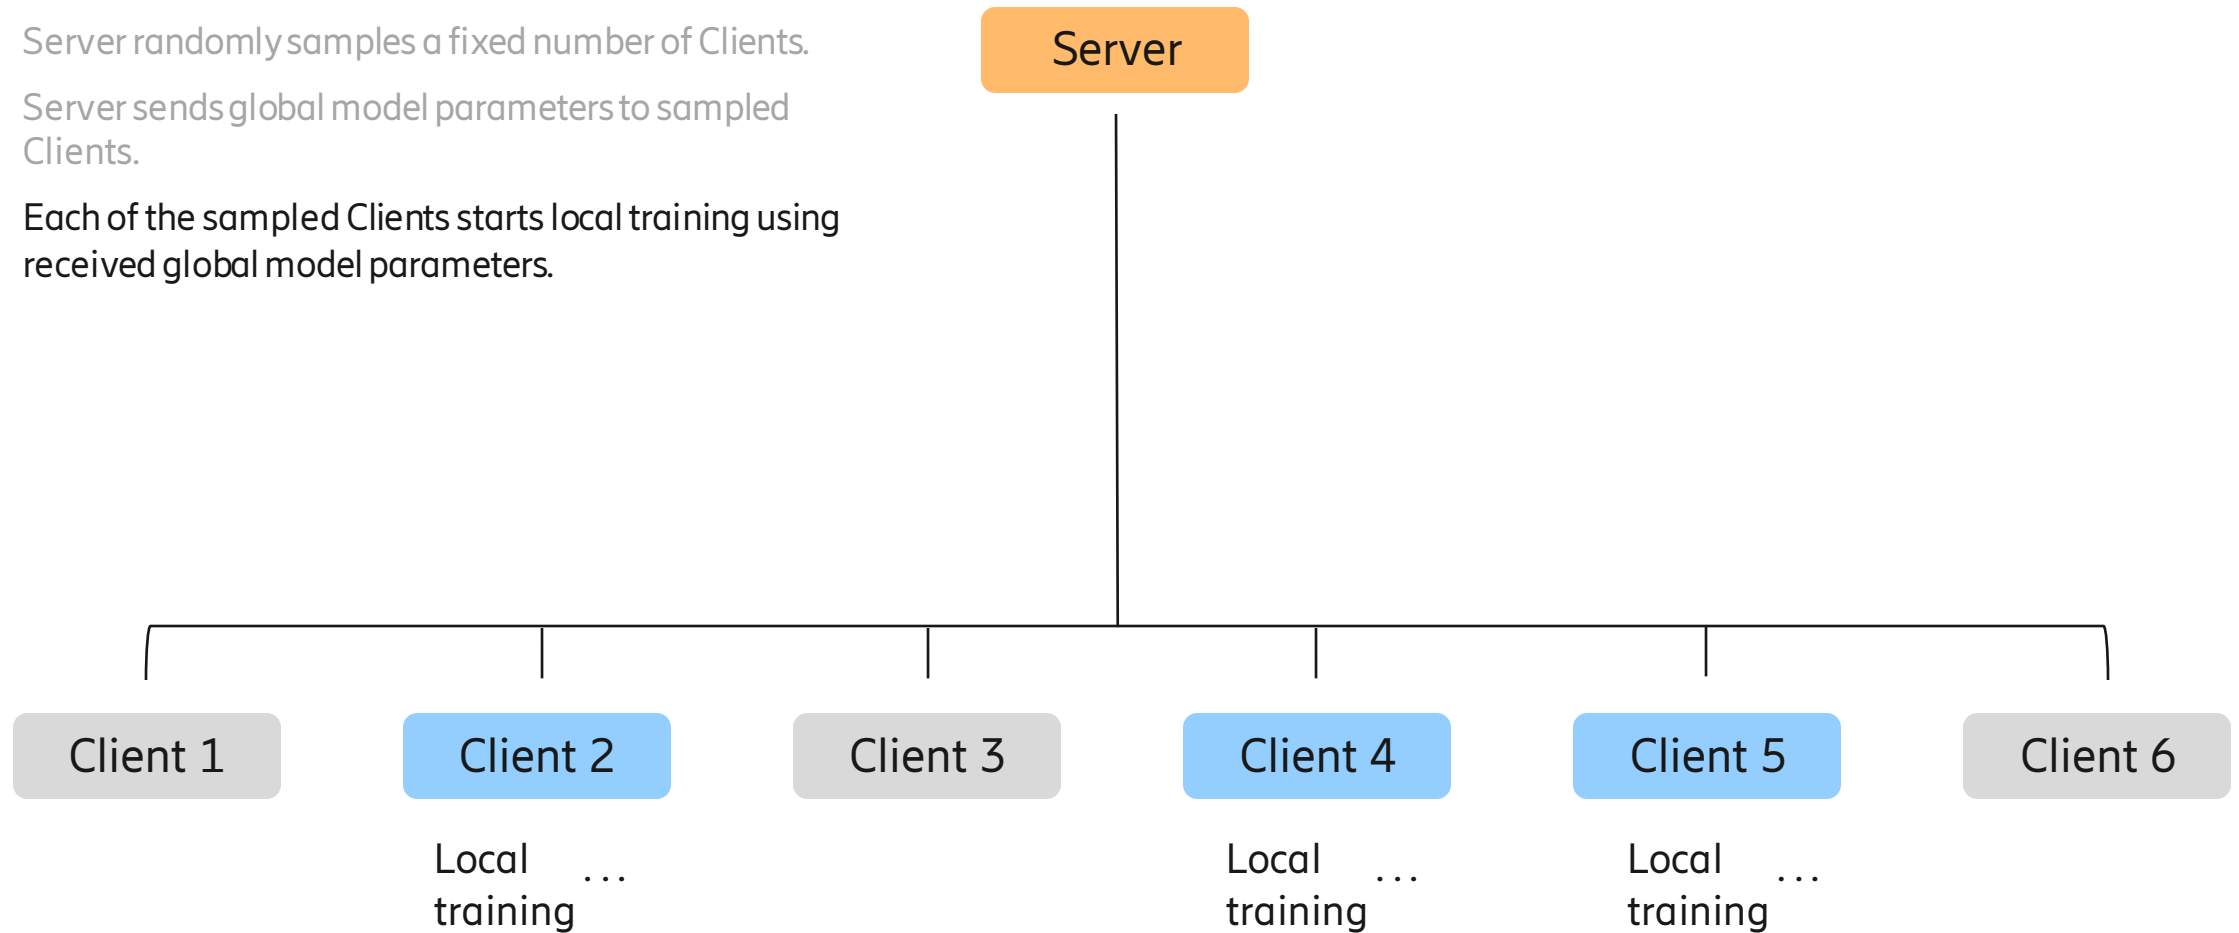 Server randomly samples a fixed number of Clients.
Server sends global model parameters to sampled
Clients.
Each of the sampled Clients starts local training using
received global model parameters.
Server
Client 1
Client 2
Client 3
Client 4
Client 5
Client 6
Local ...
training
Local ...
training
Local ...
training